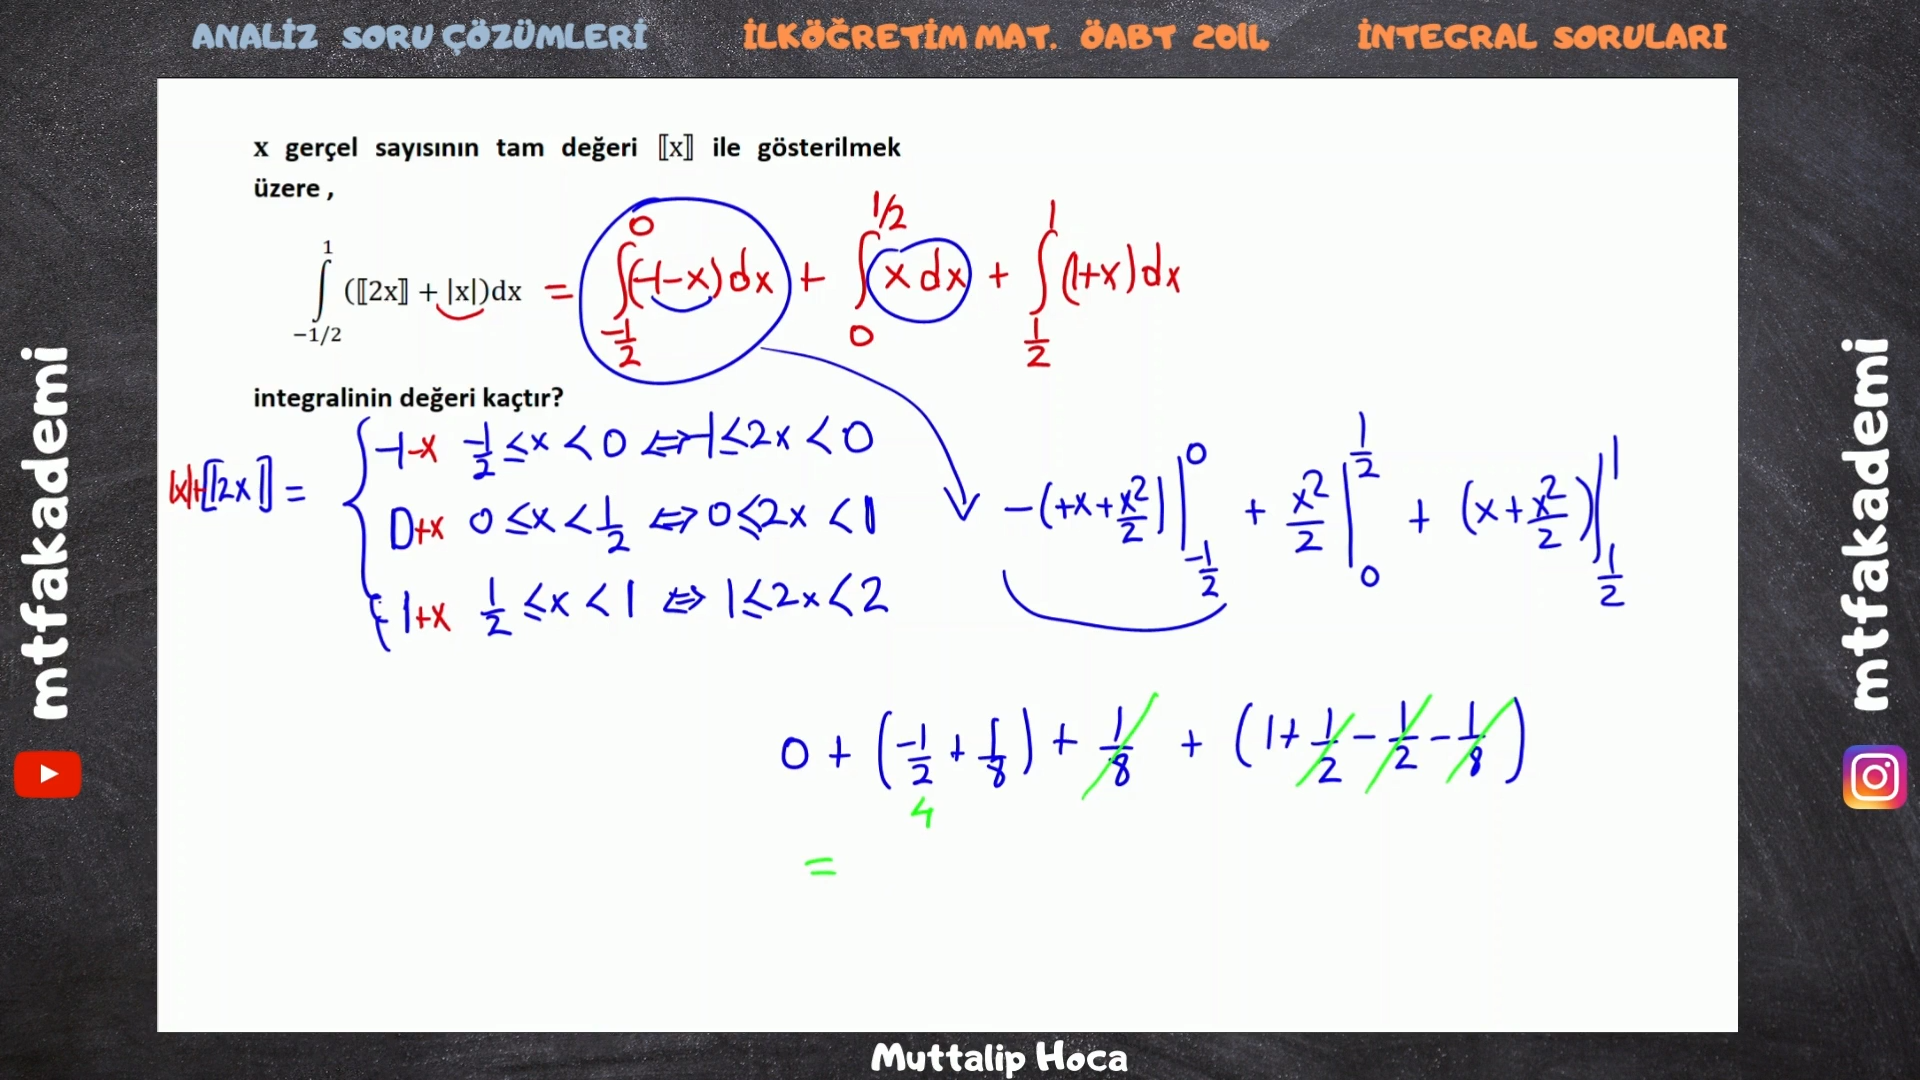 ANALİZ SORU ÇÖZÜMLERİ İLKÖĞRETİM MAT. ÖABT 2014 İNTEGRAL SORULARI
x gerçel sayısının tam değeri ⟦x⟧ ile gösterilmek
üzere ,
∫_{−1/2}^{1} (⟦2x⟧ + |x|)dx = ∫_{-1/2}^{0} (-1-x)dx + ∫_{0}^{1/2} x dx + ∫_{1/2}^{1} (1+x)dx
integralinin değeri kaçtır?
|x|+⟦2x⟧ = {
-1-x -1/2 ≤ x < 0 ⇔ -1 ≤ 2x < 0
0+x 0 ≤ x < 1/2 ⇔ 0 ≤ 2x < 1
1+x 1/2 ≤ x < 1 ⇔ 1 ≤ 2x < 2
-(+x+x²/2)|_{-1/2}^{0} + x²/2|_{0}^{1/2} + (x+x²/2)|_{1/2}^{1}
0 + (-1/2 + 1/8) + 1/8 + (1 + 1/2 - 1/2 - 1/8)
4
=
mtfakademi
mtfakademi
Muttalip Hoca